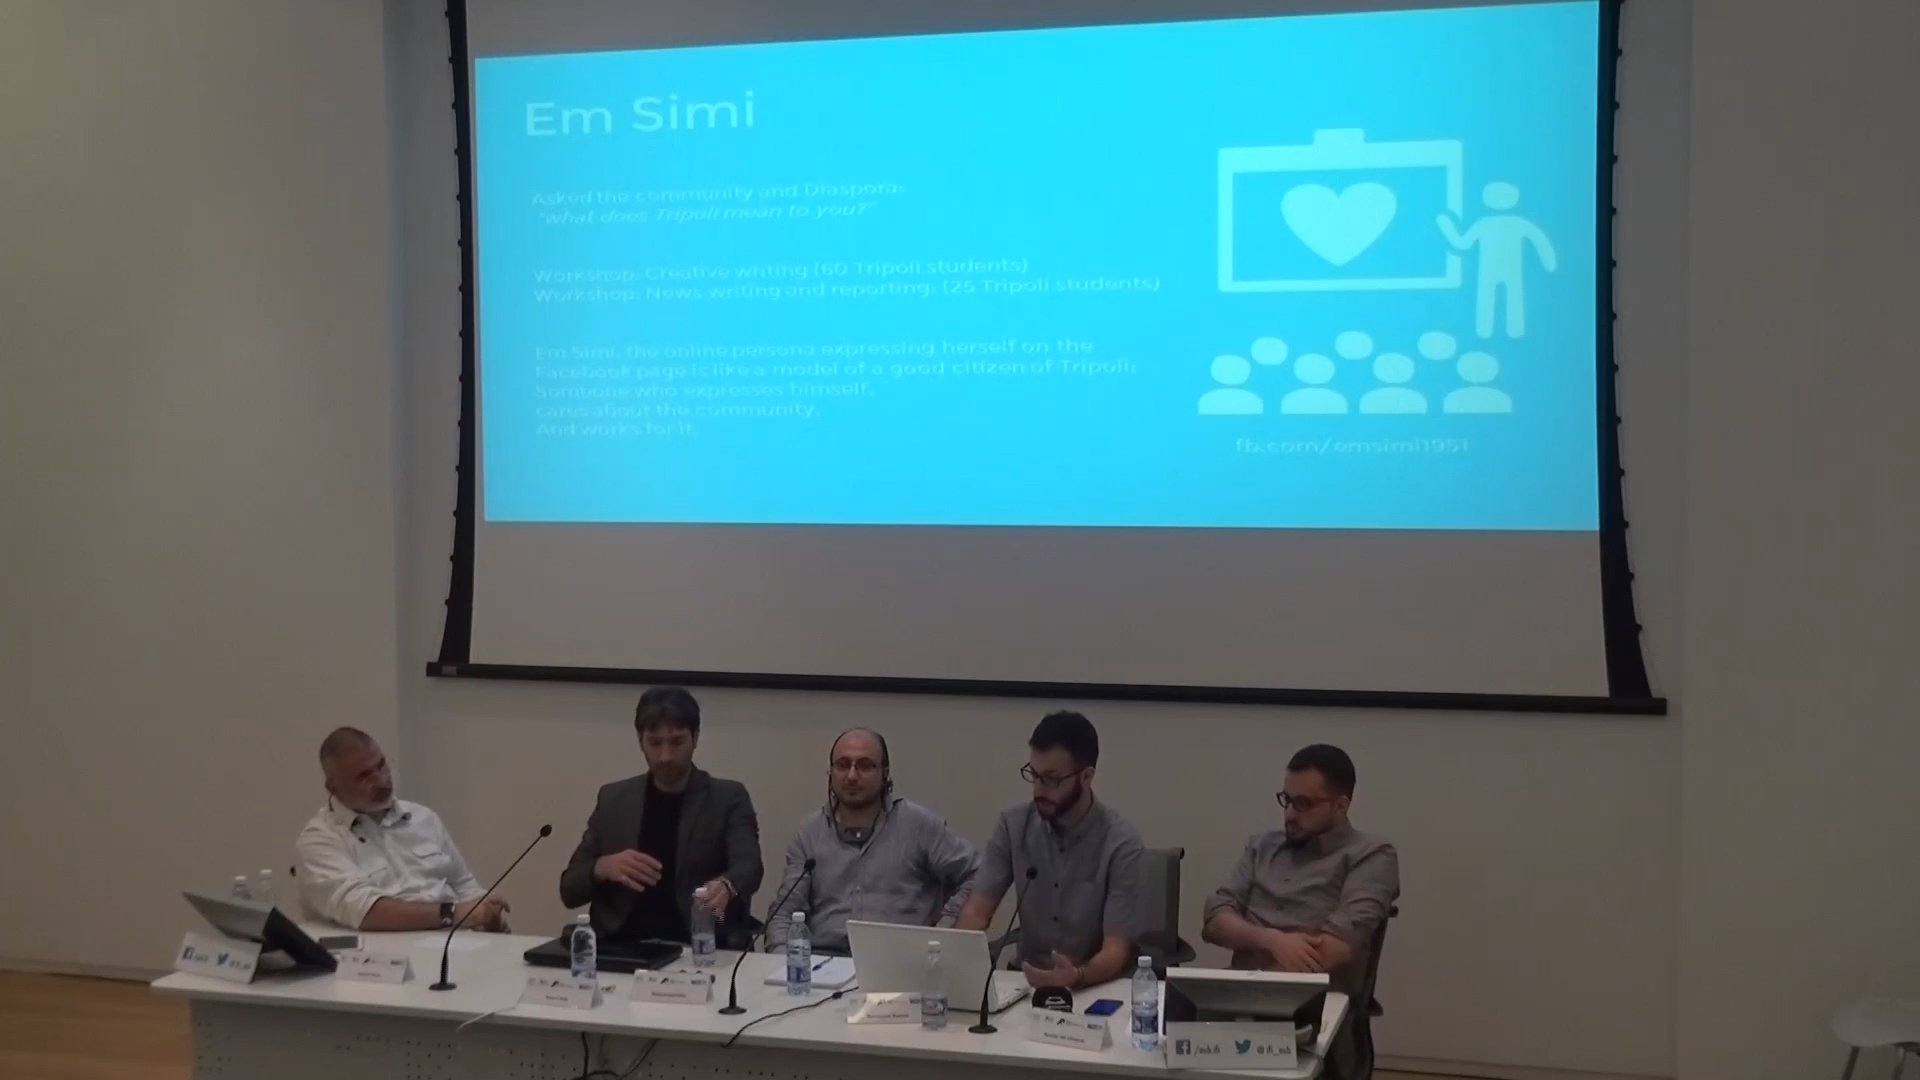 Em Simi
Asked the community and Diaspora:
"what does Tripoli mean to you?"
Workshop: Creative writing (60 Tripoli students)
Workshop: News writing and reporting: (25 Tripoli students)
Em Simi, the online persona expressing herself on the
Facebook page is like a model of a good citizen of Tripoli:
Someone who expresses himself,
cares about the community,
And works for it
fb.com/emsimi1951